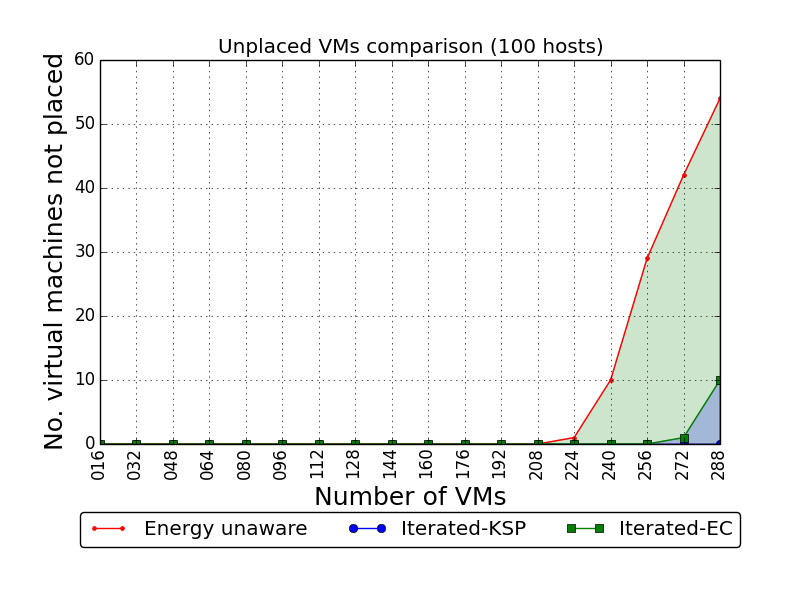 Unplaced VMs comparison (100 hosts)
No. virtual machines not placed
60
50
40
30
20
10
0
016 032 048 064 080 096 112 128 144 160 176 192 208 224 240 256 272 288
Number of VMs
Energy unaware Iterated-KSP Iterated-EC